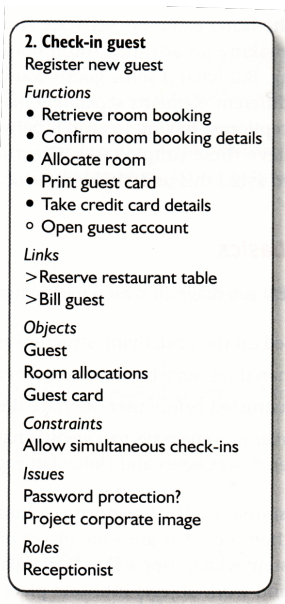 2. Check-in guest
Register new guest
Functions
• Retrieve room booking
• Confirm room booking details
• Allocate room
• Print guest card
• Take credit card details
○ Open guest account
Links
>Reserve restaurant table
>Bill guest
Objects
Guest
Room allocations
Guest card
Constraints
Allow simultaneous check-ins
Issues
Password protection?
Project corporate image
Roles
Receptionist